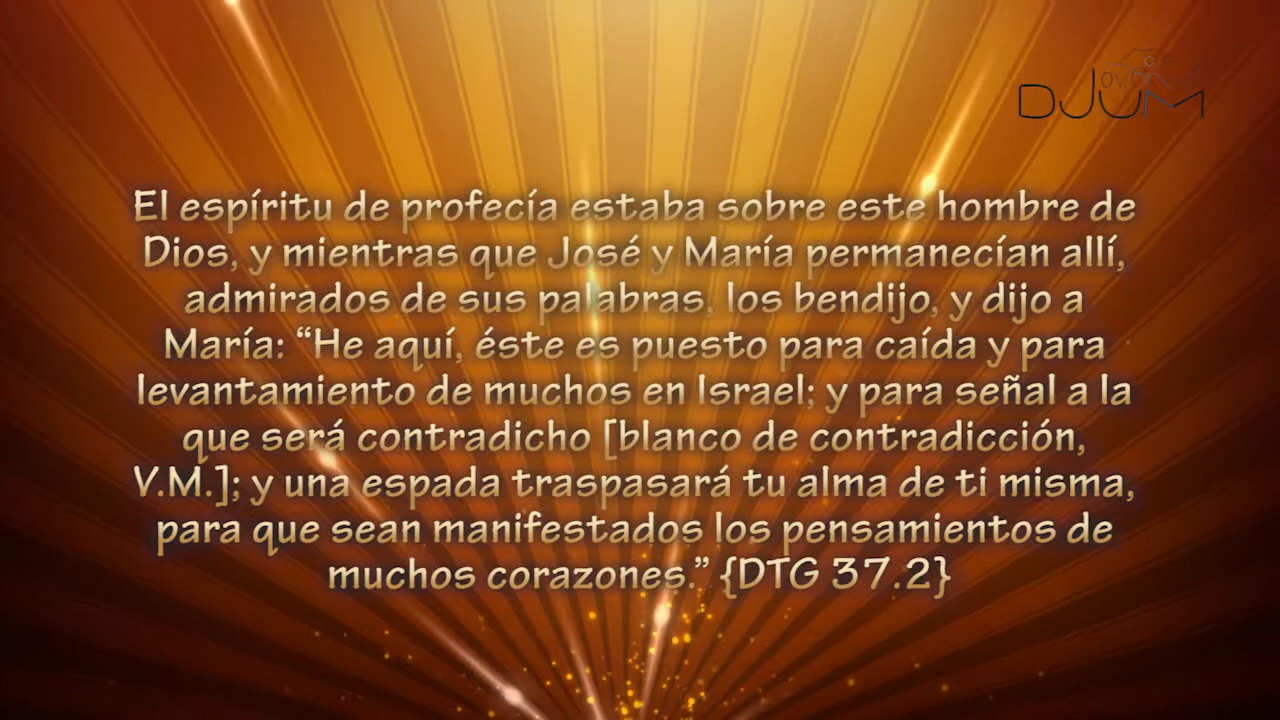 DJUM
El espíritu de profecía estaba sobre este hombre de
Dios, y mientras que José y María permanecían allí,
admirados de sus palabras, los bendijo, y dijo a
María: “He aquí, éste es puesto para caída y para
levantamiento de muchos en Israel; y para señal a la
que será contradicho [blanco de contradicción,
V.M.]; y una espada traspasará tu alma de ti misma,
para que sean manifestados los pensamientos de
muchos corazones.” {DTG 37.2}